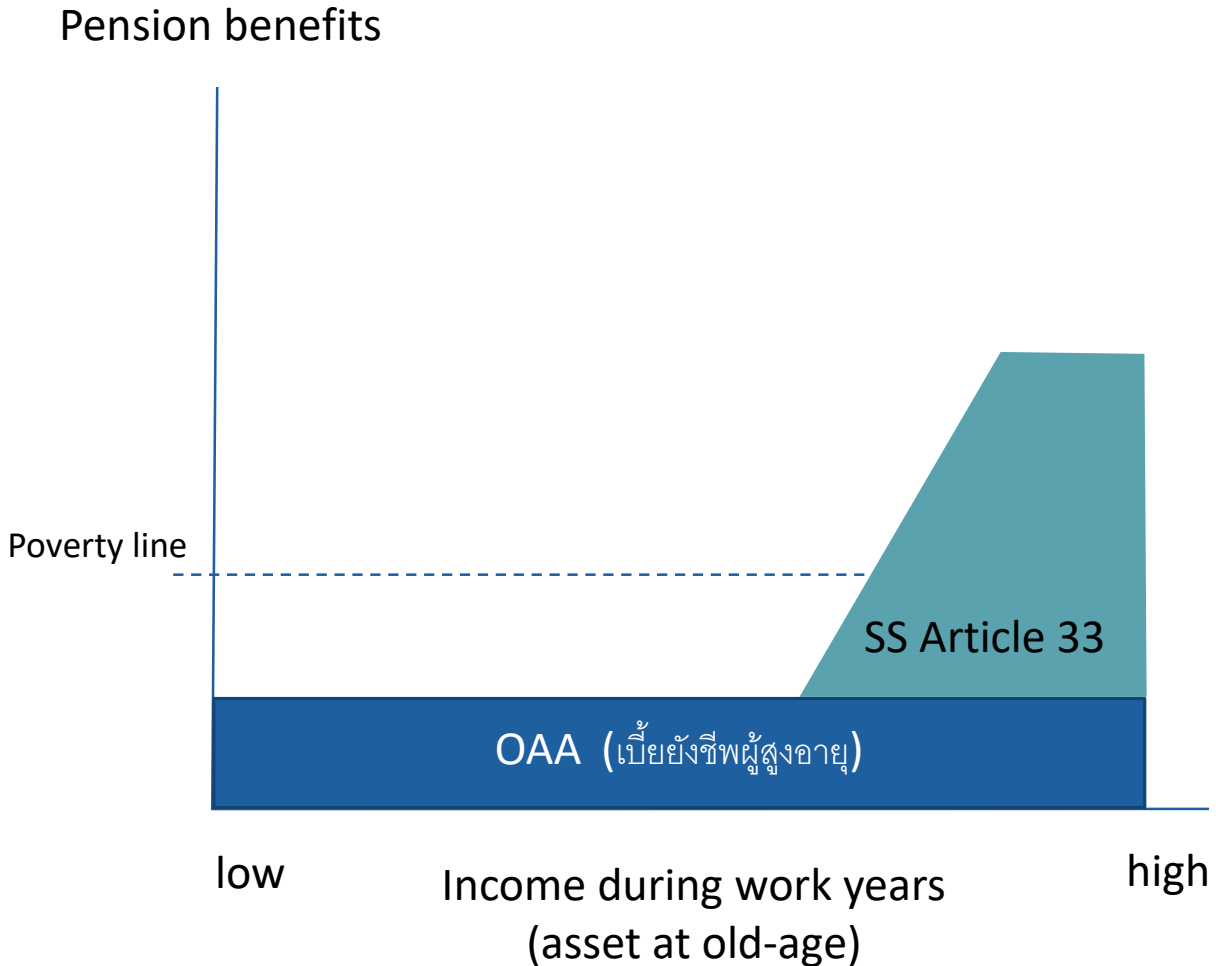 Pension benefits
Poverty line
SS Article 33
OAA (เบี้ยยังชีพผู้สูงอายุ)
low
high
Income during work years
(asset at old-age)